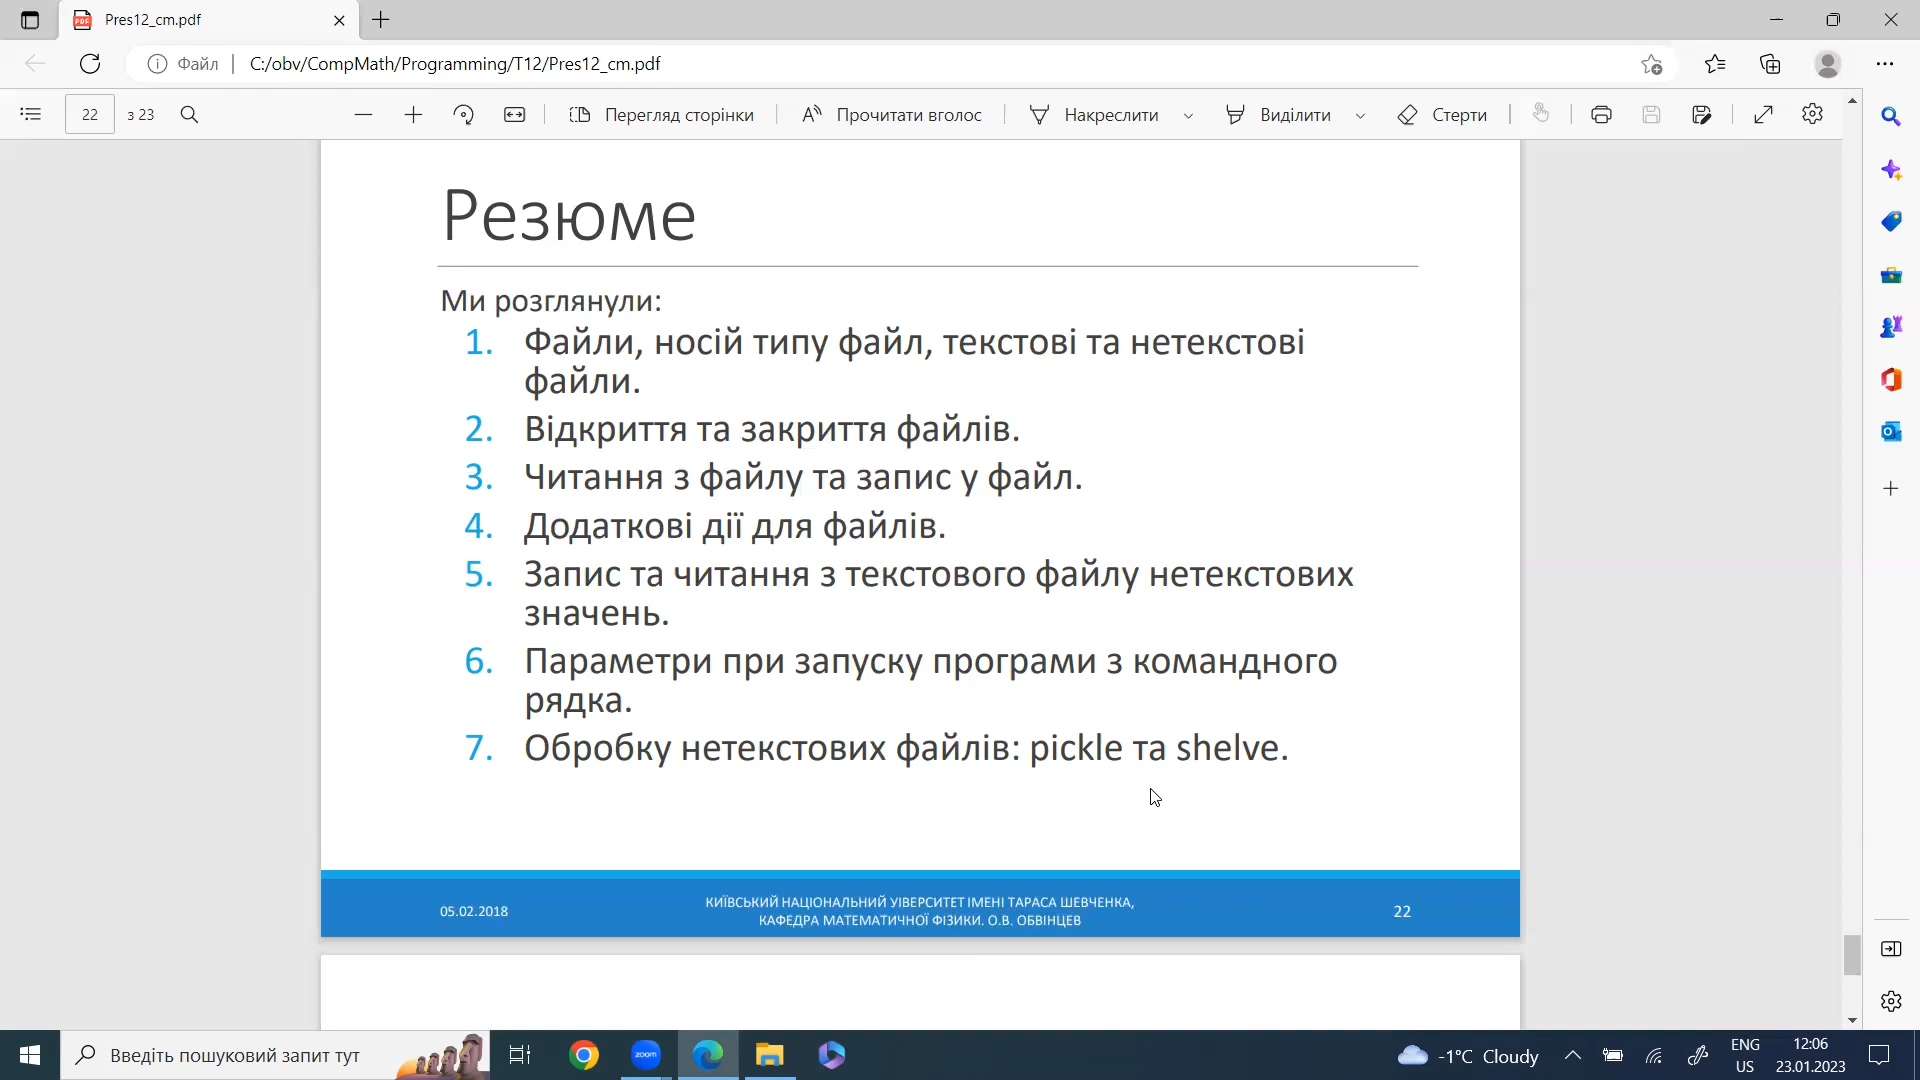 Pres12_cm.pdf
Файл
C:/obv/CompMath/Programming/T12/Pres12_cm.pdf
22
з 23
Перегляд сторінки
Прочитати вголос
Накреслити
Виділити
Стерти
Резюме
Ми розглянули:
1. Файли, носій типу файл, текстові та нетекстові
файли.
2. Відкриття та закриття файлів.
3. Читання з файлу та запис у файл.
4. Додаткові дії для файлів.
5. Запис та читання з текстового файлу нетекстових
значень.
6. Параметри при запуску програми з командного
рядка.
7. Обробку нетекстових файлів: pickle та shelve.
05.02.2018
КИЇВСЬКИЙ НАЦІОНАЛЬНИЙ УІВЕРСИТЕТ ІМЕНІ ТАРАСА ШЕВЧЕНКА,
КАФЕДРА МАТЕМАТИЧНОЇ ФІЗИКИ. О.В. ОБВІНЦЕВ
22
Введіть пошуковий запит тут
zoom
-1°C Cloudy
ENG
US
12:06
23.01.2023